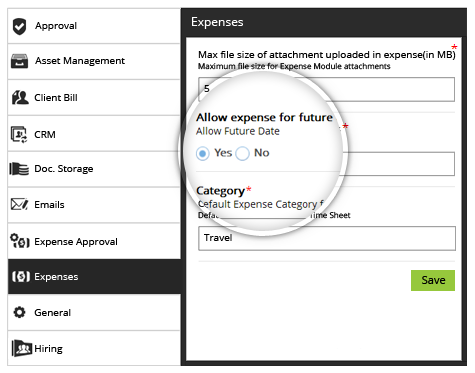 Approval
Asset Management
Client Bill
CRM
Doc. Storage
Emails
Expense Approval
Expenses
General
Hiring
Expenses
*
Max file size of attachment uploaded in expense(in MB)
Maximum file size for Expense Module attachments
5
Allow expense for future
Allow Future Date
*
Yes No
Category*
Default Expense Category
Time Sheet
Travel
Save